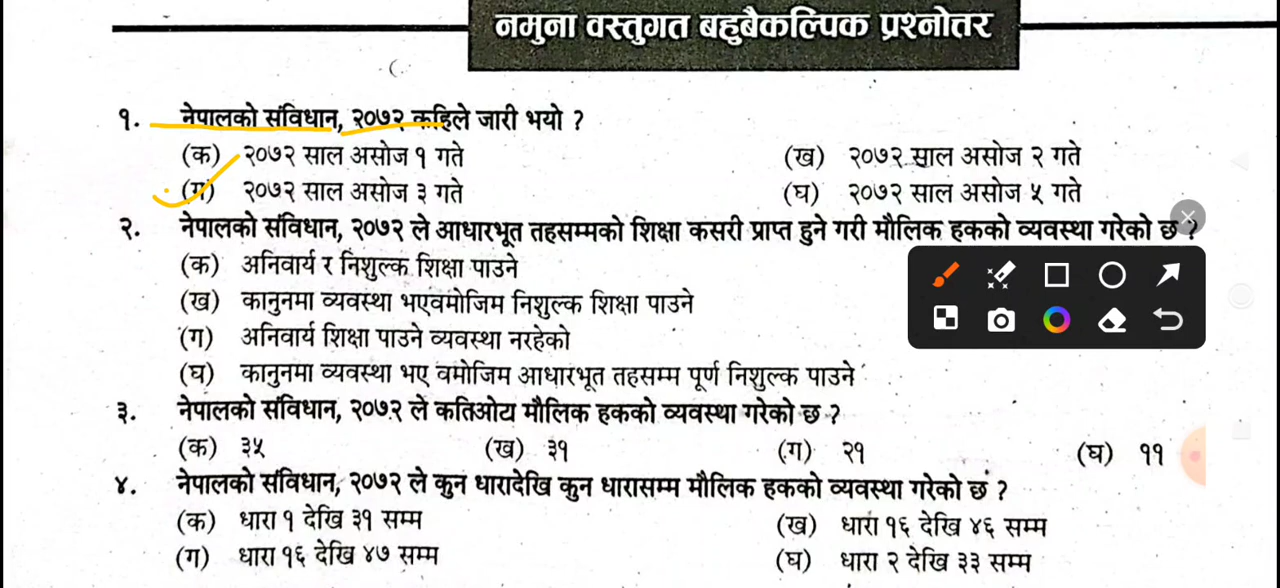 नमुना वस्तुगत बहुबैकल्पिक प्रश्नोत्तर
१. नेपालको संविधान, २०७२ कहिले जारी भयो ?
(क) २०७२ साल असोज १ गते (ख) २०७२ साल असोज २ गते
(ग) २०७२ साल असोज ३ गते (घ) २०७२ साल असोज ५ गते
२. नेपालको संविधान, २०७२ ले आधारभूत तहसम्मको शिक्षा कसरी प्राप्त हुने गरी मौलिक हकको व्यवस्था गरेको छ ?
(क) अनिवार्य र निशुल्क शिक्षा पाउने
(ख) कानुनमा व्यवस्था भएवमोजिम निशुल्क शिक्षा पाउने
(ग) अनिवार्य शिक्षा पाउने व्यवस्था नरहेको
(घ) कानुनमा व्यवस्था भए वमोजिम आधारभूत तहसम्म पूर्ण निशुल्क पाउने
३. नेपालको संविधान, २०७२ ले कतिओटा मौलिक हकको व्यवस्था गरेको छ ?
(क) ३५ (ख) ३१ (ग) २१ (घ) ११
४. नेपालको संविधान, २०७२ ले कुन धारादेखि कुन धारासम्म मौलिक हकको व्यवस्था गरेको छ ?
(क) धारा १ देखि ३१ सम्म (ख) धारा १६ देखि ४६ सम्म
(ग) धारा १६ देखि ४७ सम्म (घ) धारा २ देखि ३३ सम्म